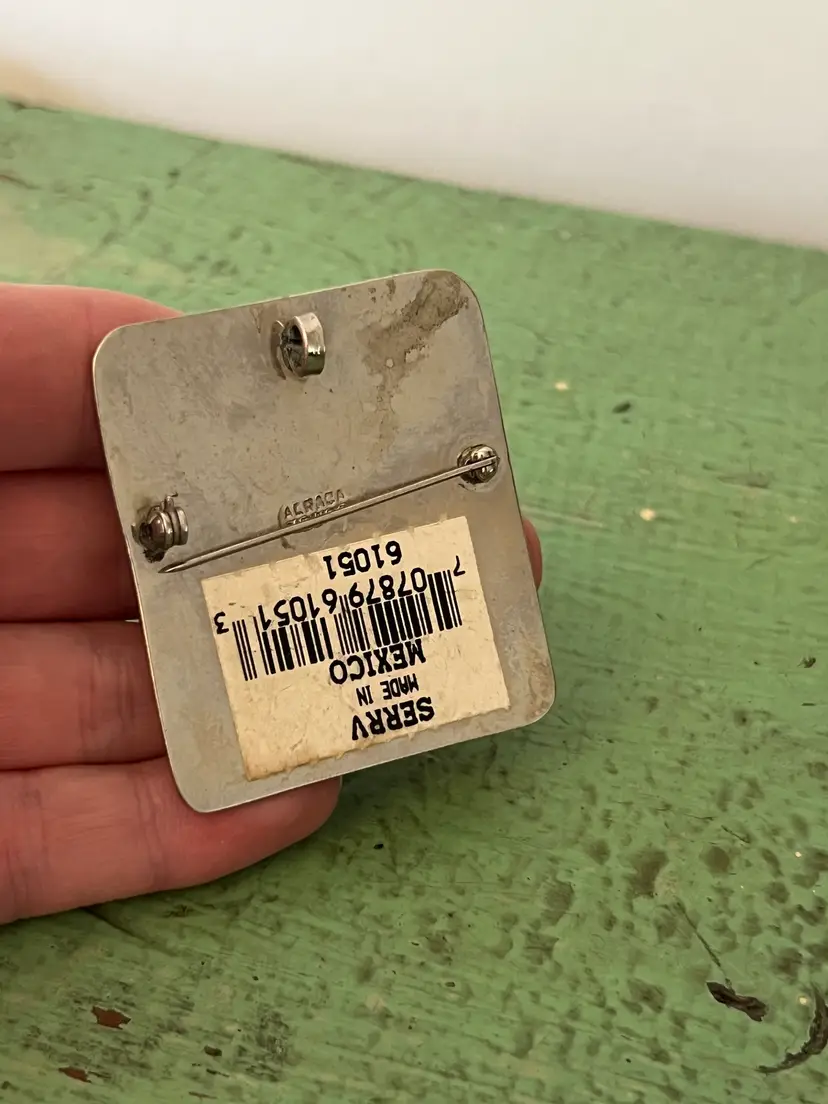 ALPACA
SERRV
MADE IN
MEXICO
7 07879 61051 3
61051